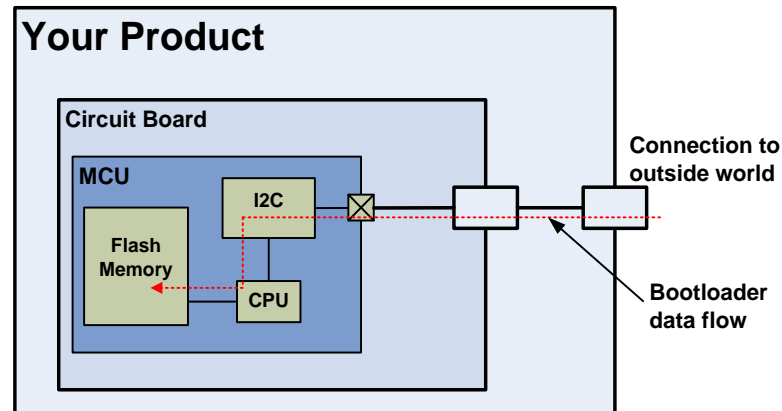 Your Product
Circuit Board
MCU
I2C
Flash
Memory
CPU
Connection to
outside world
Bootloader
data flow